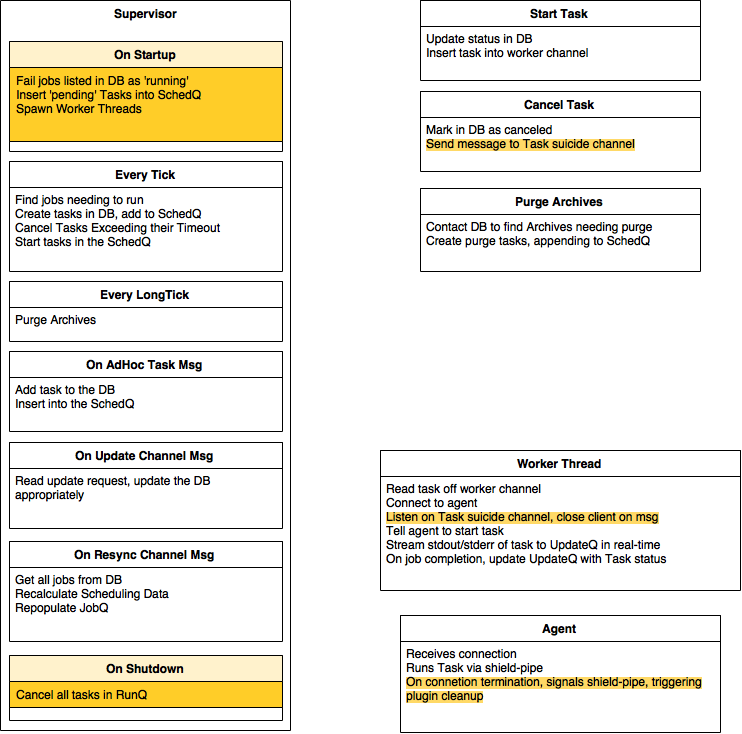 Supervisor
On Startup
Fail jobs listed in DB as 'running'
Insert 'pending' Tasks into SchedQ
Spawn Worker Threads
Every Tick
Find jobs needing to run
Create tasks in DB, add to SchedQ
Cancel Tasks Exceeding their Timeout
Start tasks in the SchedQ
Every LongTick
Purge Archives
On AdHoc Task Msg
Add task to the DB
Insert into the SchedQ
On Update Channel Msg
Read update request, update the DB
appropriately
On Resync Channel Msg
Get all jobs from DB
Recalculate Scheduling Data
Repopulate JobQ
On Shutdown
Cancel all tasks in RunQ
Start Task
Update status in DB
Insert task into worker channel
Cancel Task
Mark in DB as canceled
Send message to Task suicide channel
Purge Archives
Contact DB to find Archives needing purge
Create purge tasks, appending to SchedQ
Worker Thread
Read task off worker channel
Connect to agent
Listen on Task suicide channel, close client on msg
Tell agent to start task
Stream stdout/stderr of task to UpdateQ in real-time
On job completion, update UpdateQ with Task status
Agent
Receives connection
Runs Task via shield-pipe
On connetion termination, signals shield-pipe, triggering
plugin cleanup